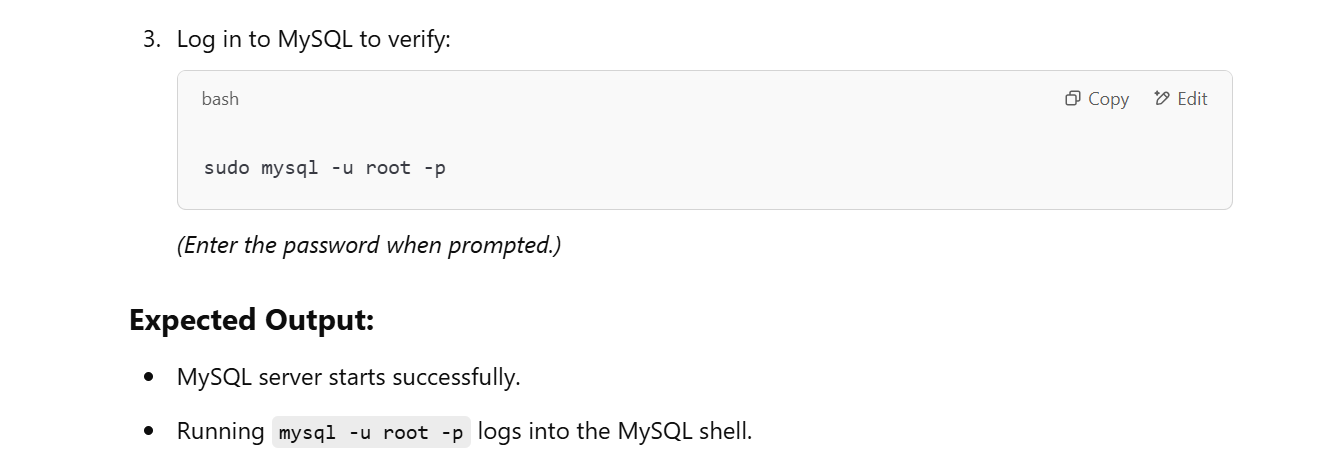 3. Log in to MySQL to verify:
bash
Copy
Edit
sudo mysql -u root -p
(Enter the password when prompted.)
Expected Output:
• MySQL server starts successfully.
• Running mysql -u root -p logs into the MySQL shell.